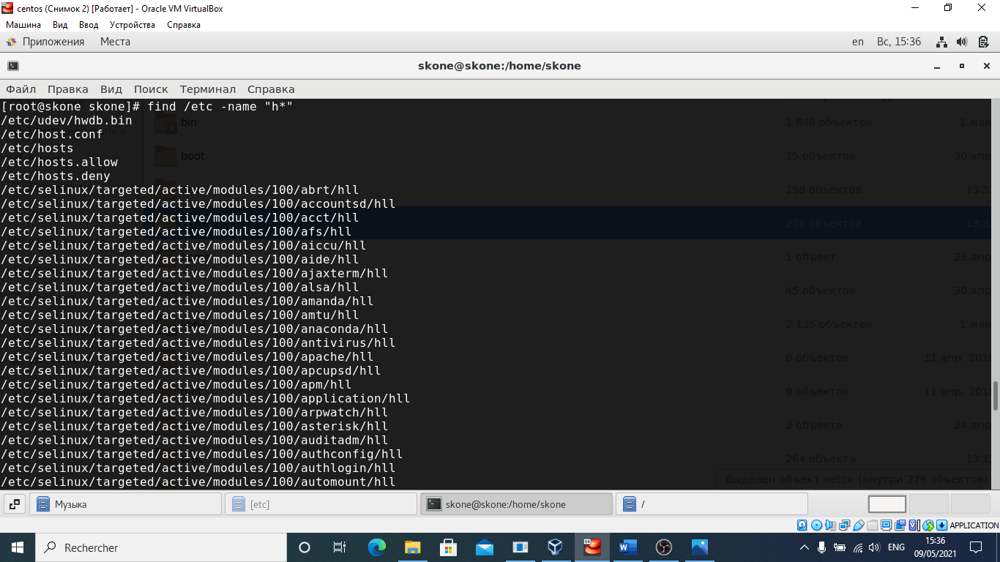 centos (Снимок 2) [Работает] - Oracle VM VirtualBox
Машина Вид Ввод Устройства Справка
Приложения Места en Вс, 15:36
skone@skone:/home/skone
Файл Правка Вид Поиск Терминал Справка
[root@skone skone]# find /etc -name "h*"
/etc/udev/hwdb.bin
bin 1 846 объектов 1 мая
/etc/host.conf
/etc/hosts
boot 15 объектов 30 апр
/etc/hosts.allow
/etc/hosts.deny
/etc/selinux/targeted/active/modules/100/abrt/hll 158 объектов 13:33
/etc/selinux/targeted/active/modules/100/accountsd/hll
/etc/selinux/targeted/active/modules/100/acct/hll 276 объектов 13:33
/etc/selinux/targeted/active/modules/100/afs/hll
/etc/selinux/targeted/active/modules/100/aiccu/hll
/etc/selinux/targeted/active/modules/100/aide/hll 1 объект 23 апр
/etc/selinux/targeted/active/modules/100/ajaxterm/hll
/etc/selinux/targeted/active/modules/100/alsa/hll 45 объектов 30 апр
/etc/selinux/targeted/active/modules/100/amanda/hll
/etc/selinux/targeted/active/modules/100/amtu/hll
/etc/selinux/targeted/active/modules/100/anaconda/hll 2 135 объектов 1 мая
/etc/selinux/targeted/active/modules/100/antivirus/hll
/etc/selinux/targeted/active/modules/100/apache/hll 0 объектов 11 апр. 2018
/etc/selinux/targeted/active/modules/100/apcupsd/hll
/etc/selinux/targeted/active/modules/100/apm/hll 0 объектов 11 апр. 2018
/etc/selinux/targeted/active/modules/100/application/hll
/etc/selinux/targeted/active/modules/100/arpwatch/hll
/etc/selinux/targeted/active/modules/100/asterisk/hll 2 объекта 24 апр
/etc/selinux/targeted/active/modules/100/auditadm/hll
/etc/selinux/targeted/active/modules/100/authconfig/hll 264 объекта 13:33
/etc/selinux/targeted/active/modules/100/authlogin/hll
/etc/selinux/targeted/active/modules/100/automount/hll Выделен объект «etc» (внутри 276 объектов)
Музыка [etc] skone@skone:/home/skone /
APPLICATION
Rechercher ENG 15:36
09/05/2021